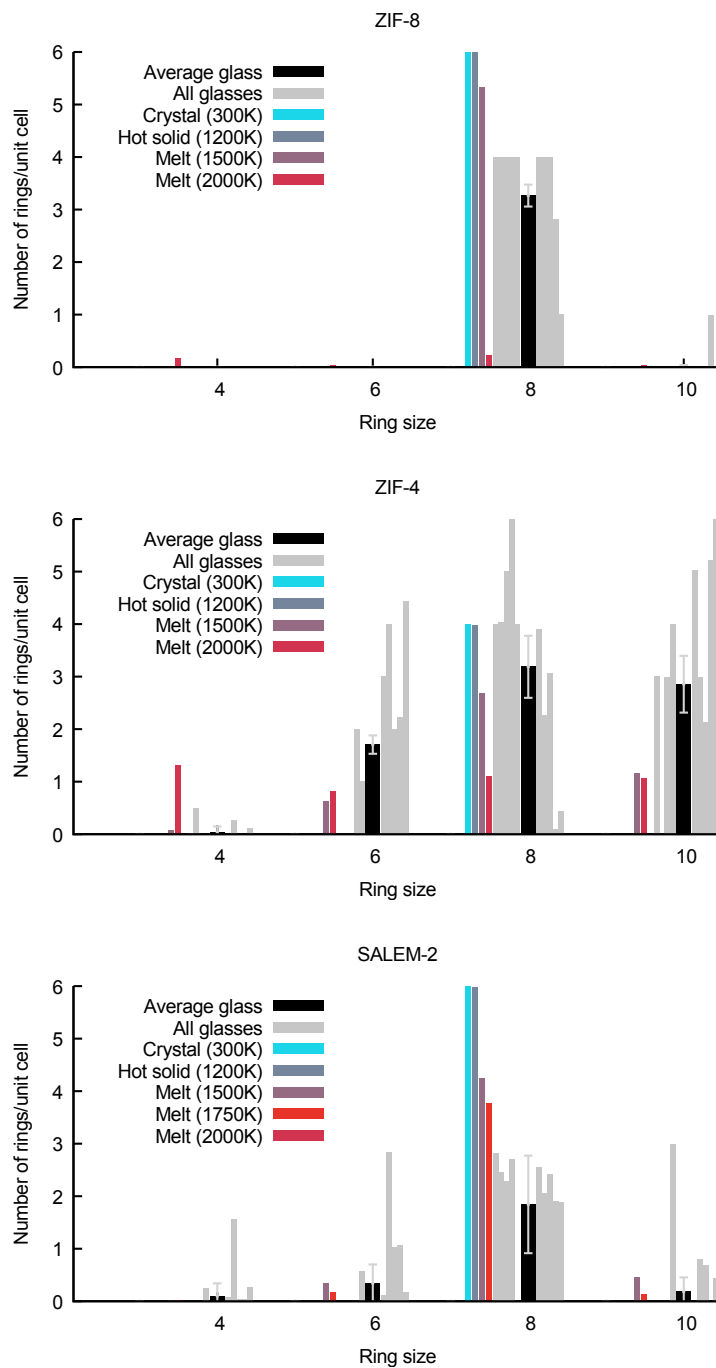 ZIF-8
Number of rings/unit cell
6
5
4
3
2
1
0
Average glass
All glasses
Crystal (300K)
Hot solid (1200K)
Melt (1500K)
Melt (2000K)
4 6 8 10
Ring size
ZIF-4
Number of rings/unit cell
6
5
4
3
2
1
0
Average glass
All glasses
Crystal (300K)
Hot solid (1200K)
Melt (1500K)
Melt (2000K)
4 6 8 10
Ring size
SALEM-2
Number of rings/unit cell
6
5
4
3
2
1
0
Average glass
All glasses
Crystal (300K)
Hot solid (1200K)
Melt (1500K)
Melt (1750K)
Melt (2000K)
4 6 8 10
Ring size